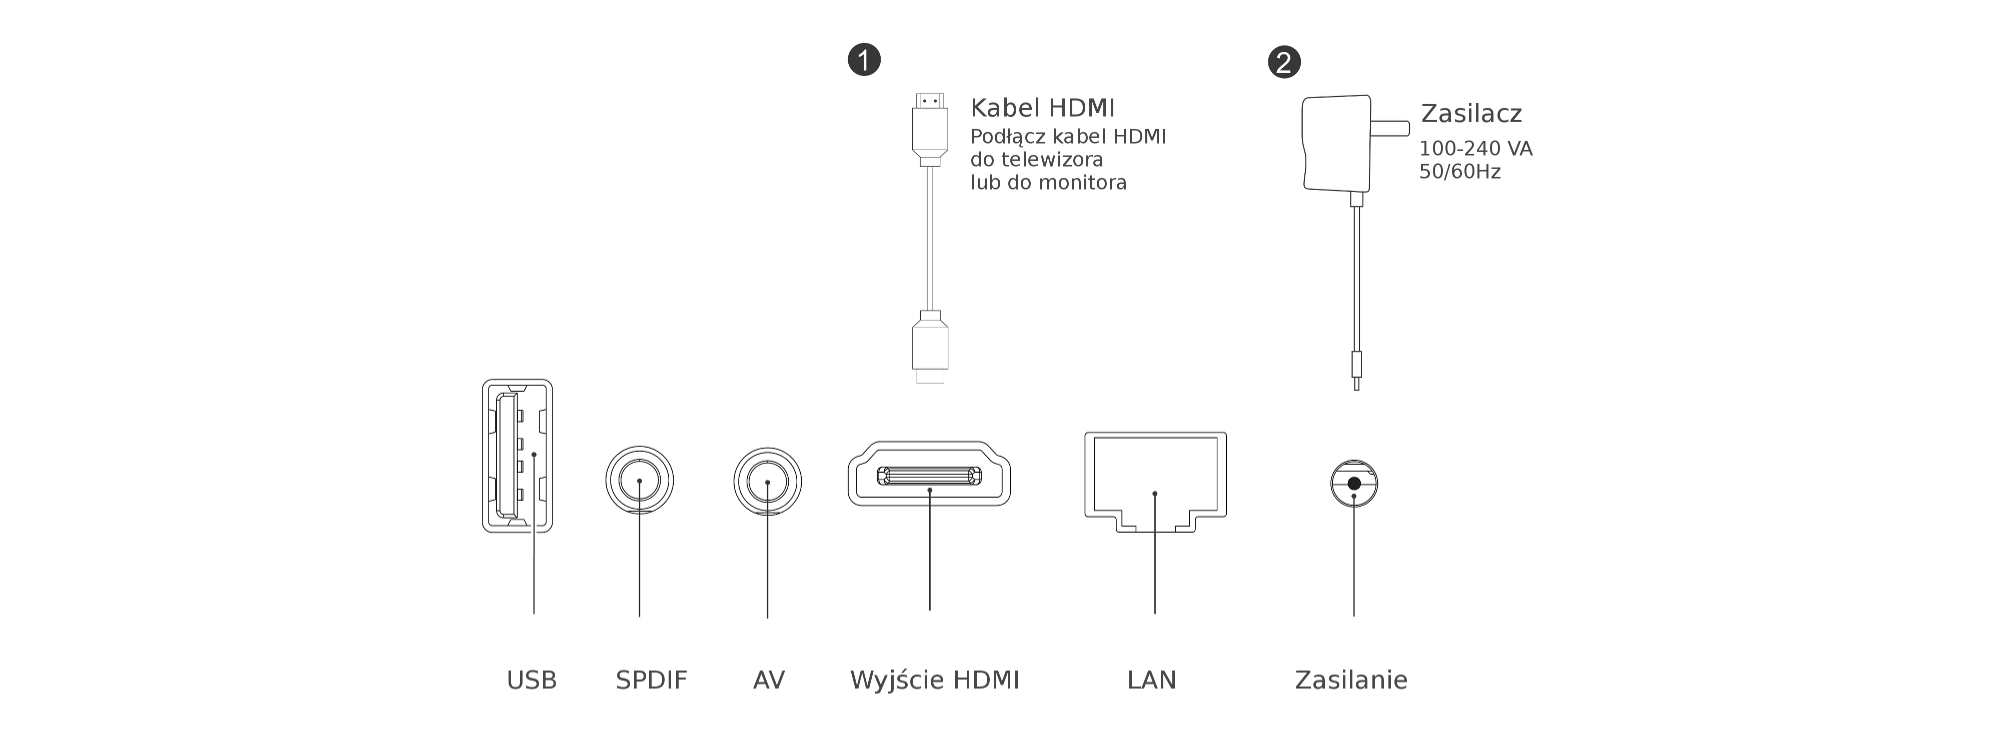 1
Kabel HDMI
Podłącz kabel HDMI
do telewizora
lub do monitora
2
Zasilacz
100-240 VA
50/60Hz
USB
SPDIF
AV
Wyjście HDMI
LAN
Zasilanie